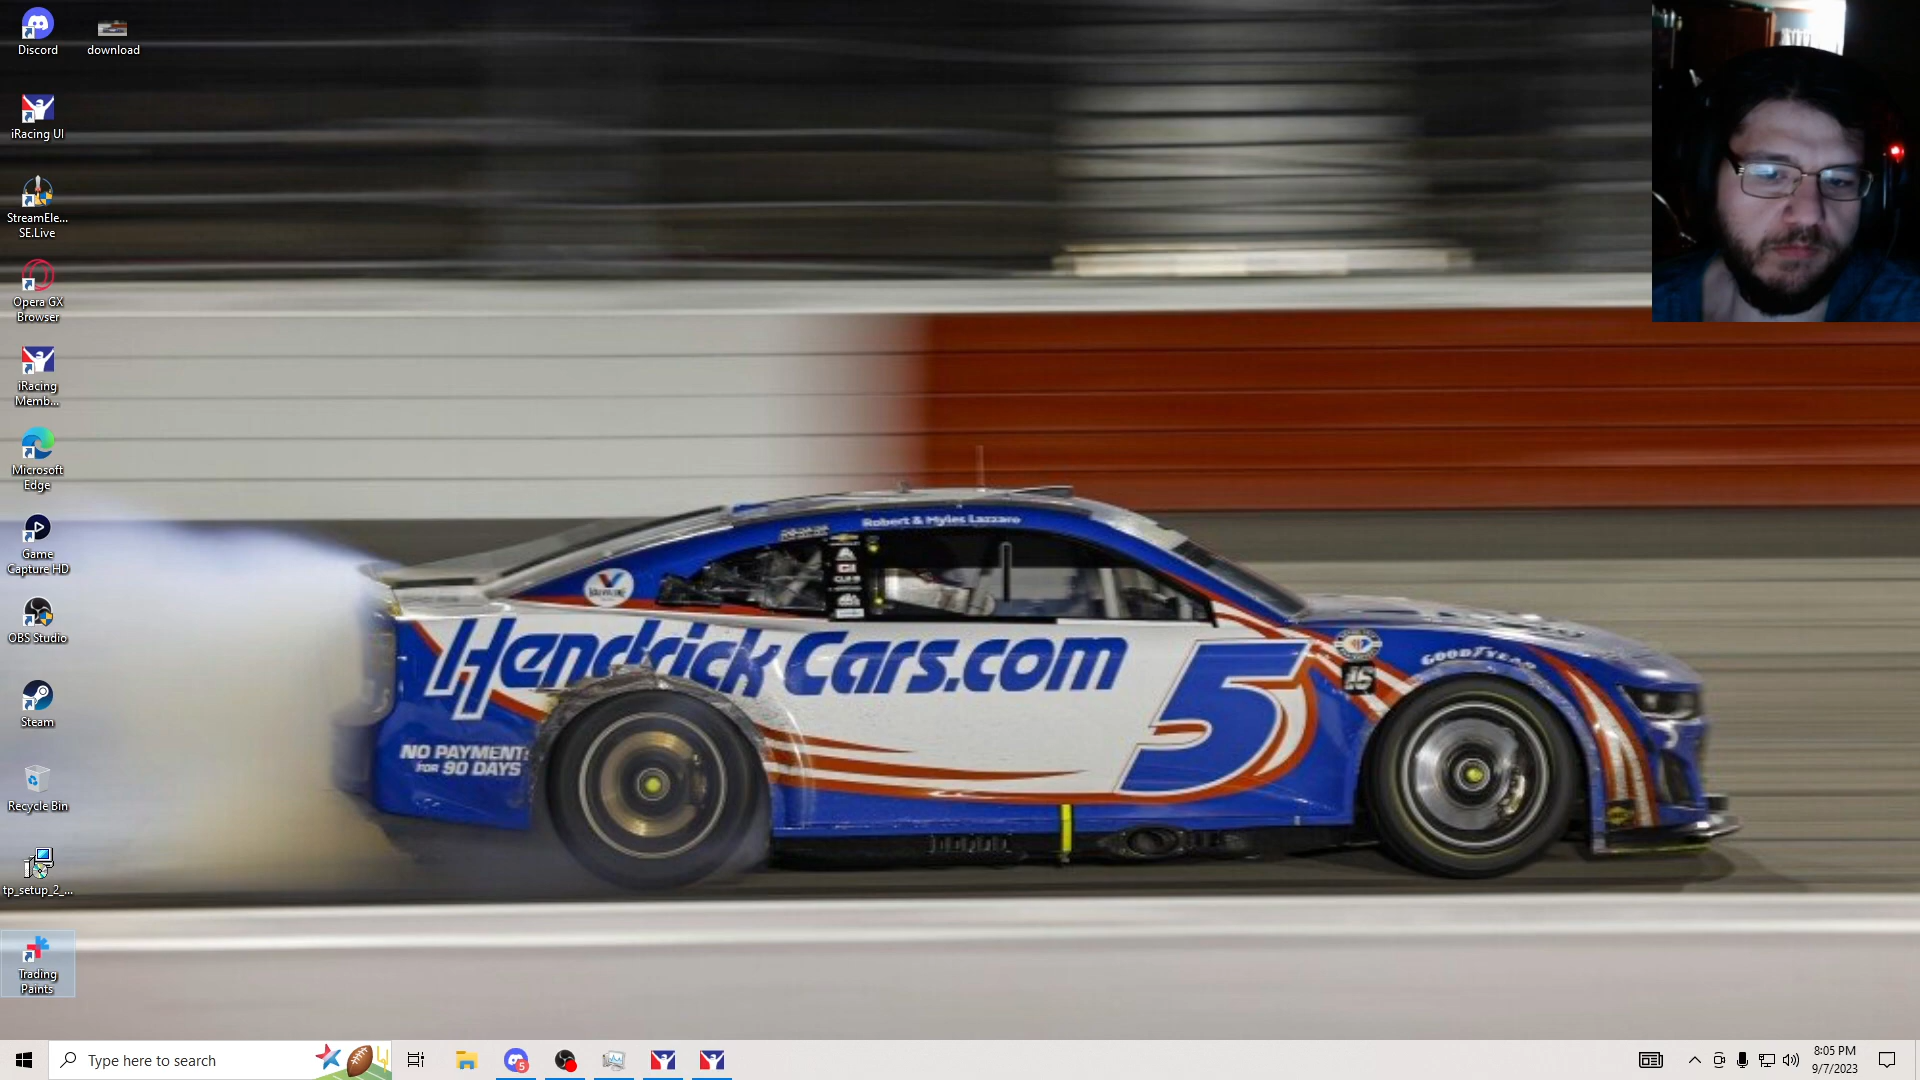 Discord
download
iRacing UI
StreamEle...
SE.Live
Opera GX
Browser
iRacing
Memb...
Microsoft
Edge
Game
Capture HD
OBS Studio
Steam
Recycle Bin
tp_setup_2_...
Trading
Paints
Robert & Myles Lazzaro
HendrickCars.com
5
GOODYEAR
NO PAYMENTS
FOR 90 DAYS
Type here to search
5
8:05 PM
9/7/2023